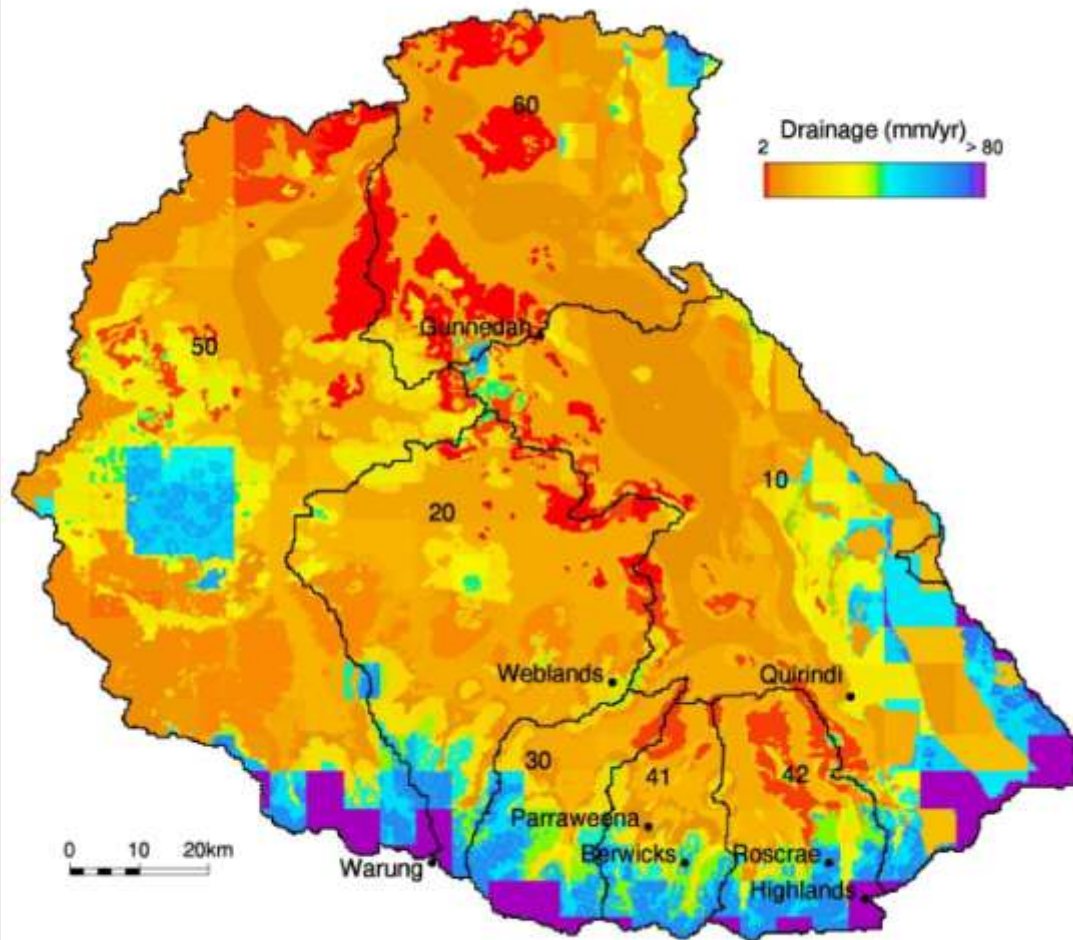 60
Drainage (mm/yr)
2
> 80
Gunnedah
50
10
20
Weblands
Quirindi
30
41
42
Parraweena
0 10 20km
Warung
Berwicks
Roscrae
Highlands